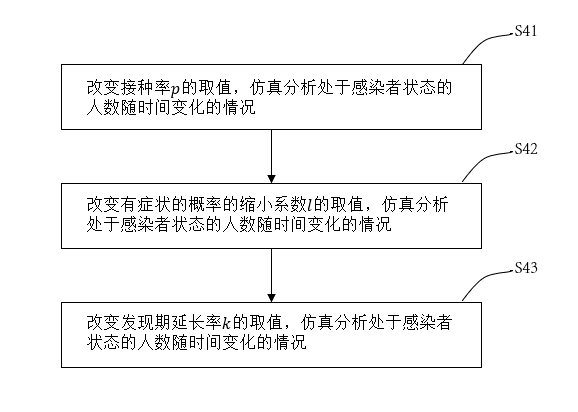 S41
改变接种率p的取值，仿真分析处于感染者状态的
人数随时间变化的情况
S42
改变有症状的概率的缩小系数l的取值，仿真分析
处于感染者状态的人数随时间变化的情况
S43
改变发现期延长率k的取值，仿真分析处于感染者
状态的人数随时间变化的情况